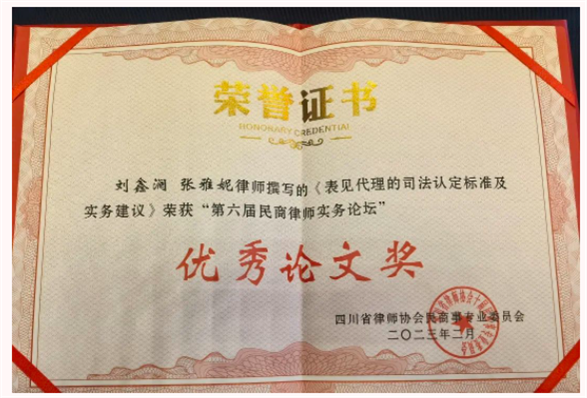 荣誉证书
HONORARY CREDENTIAL
刘鑫澜 张雅妮律师撰写的《表见代理的司法认定标准及
实务建议》荣获“第六届民商律师实务论坛”
优秀论文奖
四川省律师协会民商事专业委员会
二〇二三年二月